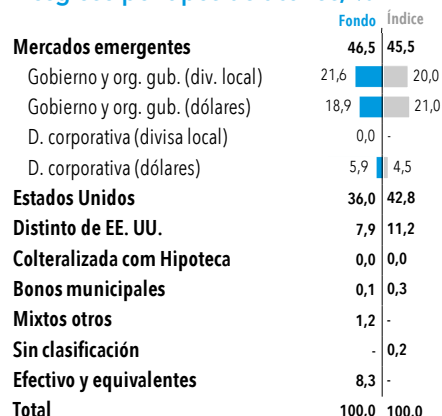 Fondo Índice
Mercados emergentes 46,5 45,5
Gobierno y org. gub. (div. local) 21,6 20,0
Gobierno y org. gub. (dólares) 18,9 21,0
D. corporativa (divisa local) 0,0 -
D. corporativa (dólares) 5,9 4,5
Estados Unidos 36,0 42,8
Distinto de EE. UU. 7,9 11,2
Colteralizada com Hipoteca 0,0 0,0
Bonos municipales 0,1 0,3
Mixtos otros 1,2 -
Sin clasificación - 0,2
Efectivo y equivalentes 8,3 -
Total 100,0 100,0